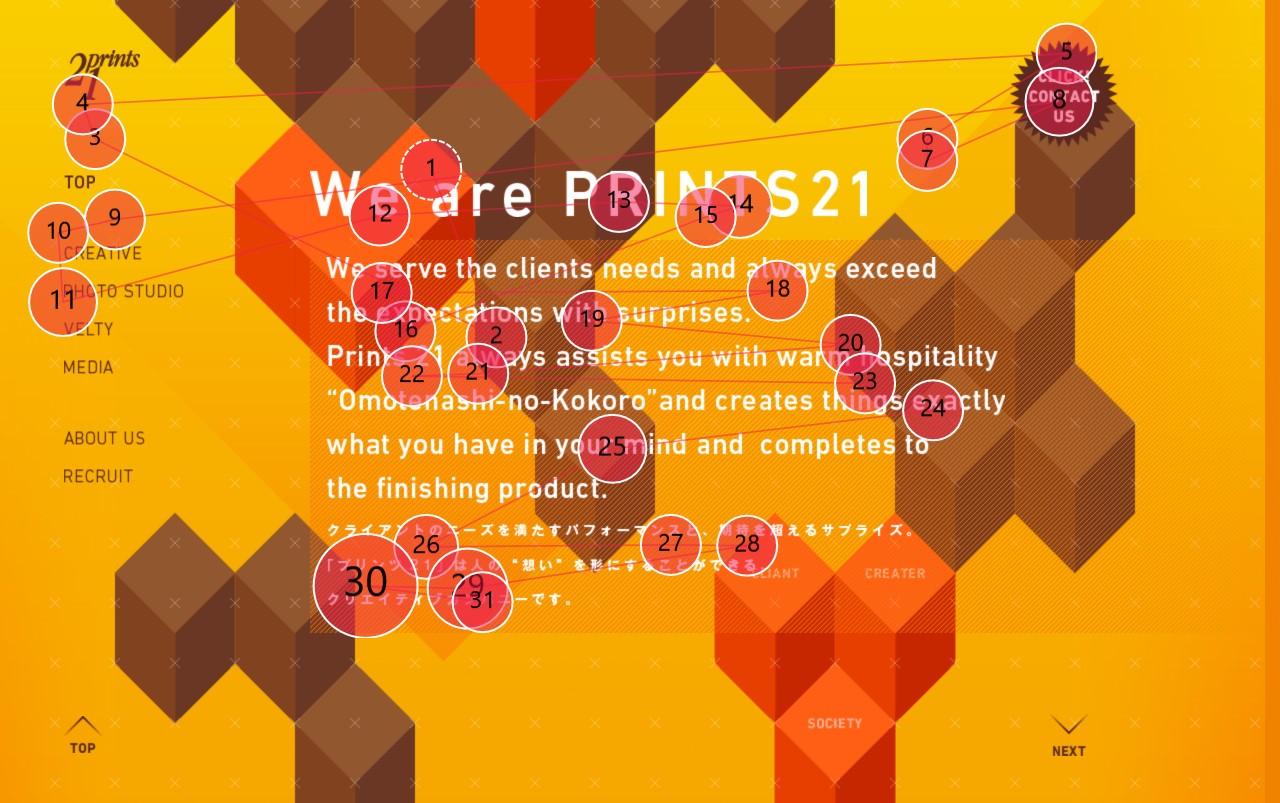 21 prints
CLICK!
CONTACT
US
TOP
CREATIVE
PHOTO STUDIO
VELTY
MEDIA
ABOUT US
RECRUIT
We are PRINTS21
We serve the clients needs and always exceed
the expectations with surprises.
Prints 21 always assists you with warm hospitality
“Omotenashi-no-Kokoro”and creates things exactly
what you have in your mind and completes to
the finishing product.
クライアントのニーズを満たすパフォーマンスと、期待を超えるサプライズ。
「プリンツ21」は人の“想い”を形にすることができる
クリエイティブカンパニーです。
CLIANT
CREATER
SOCIETY
TOP
NEXT
1
2
3
4
5
6
7
8
9
10
11
12
13
14
15
16
17
18
19
20
21
22
23
24
25
26
27
28
29
30
31